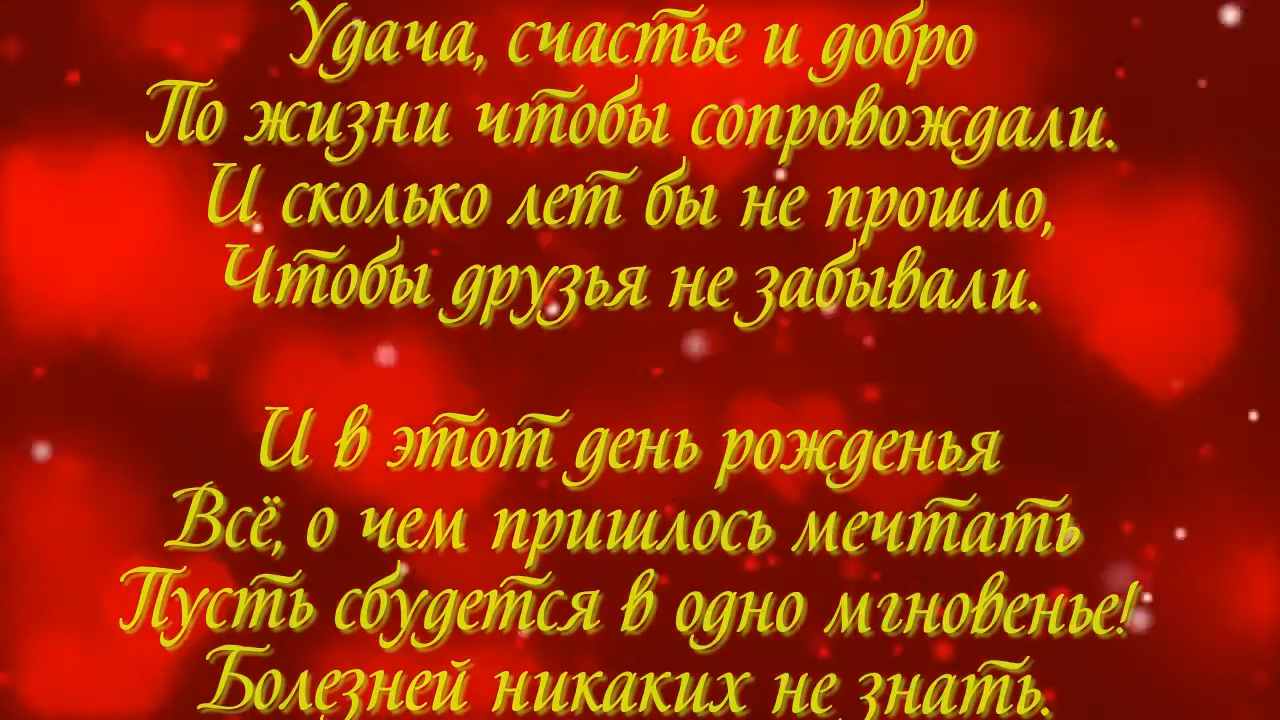 Удача, счастье и добро
По жизни чтобы сопровождали.
И сколько лет бы не прошло,
Чтобы друзья не забывали.
И в этот день рожденья
Всё, о чем пришлось мечтать
Пусть сбудется в одно мгновенье!
Болезней никаких не знать.